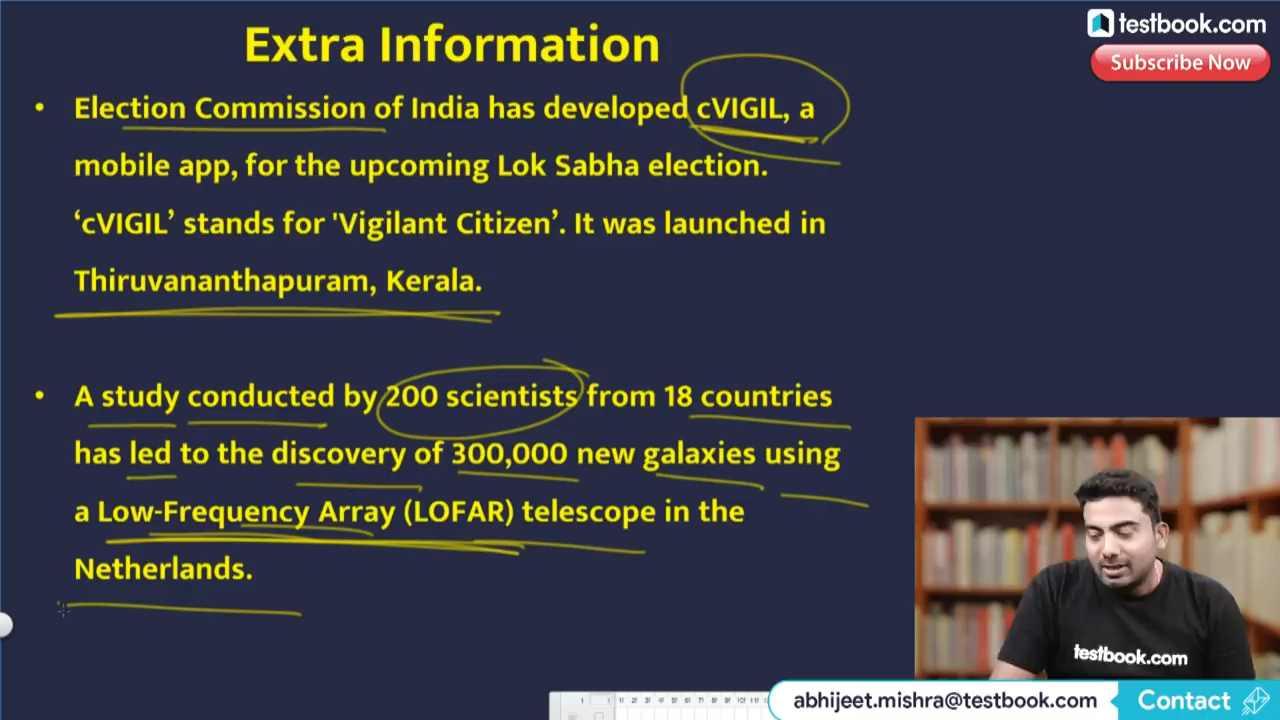 testbook.com
Subscribe Now
Extra Information
• Election Commission of India has developed cVIGIL, a
mobile app, for the upcoming Lok Sabha election.
‘cVIGIL’ stands for 'Vigilant Citizen’. It was launched in
Thiruvananthapuram, Kerala.
• A study conducted by 200 scientists from 18 countries
has led to the discovery of 300,000 new galaxies using
a Low-Frequency Array (LOFAR) telescope in the
Netherlands.
testbook.com
abhijeet.mishra@testbook.com
Contact